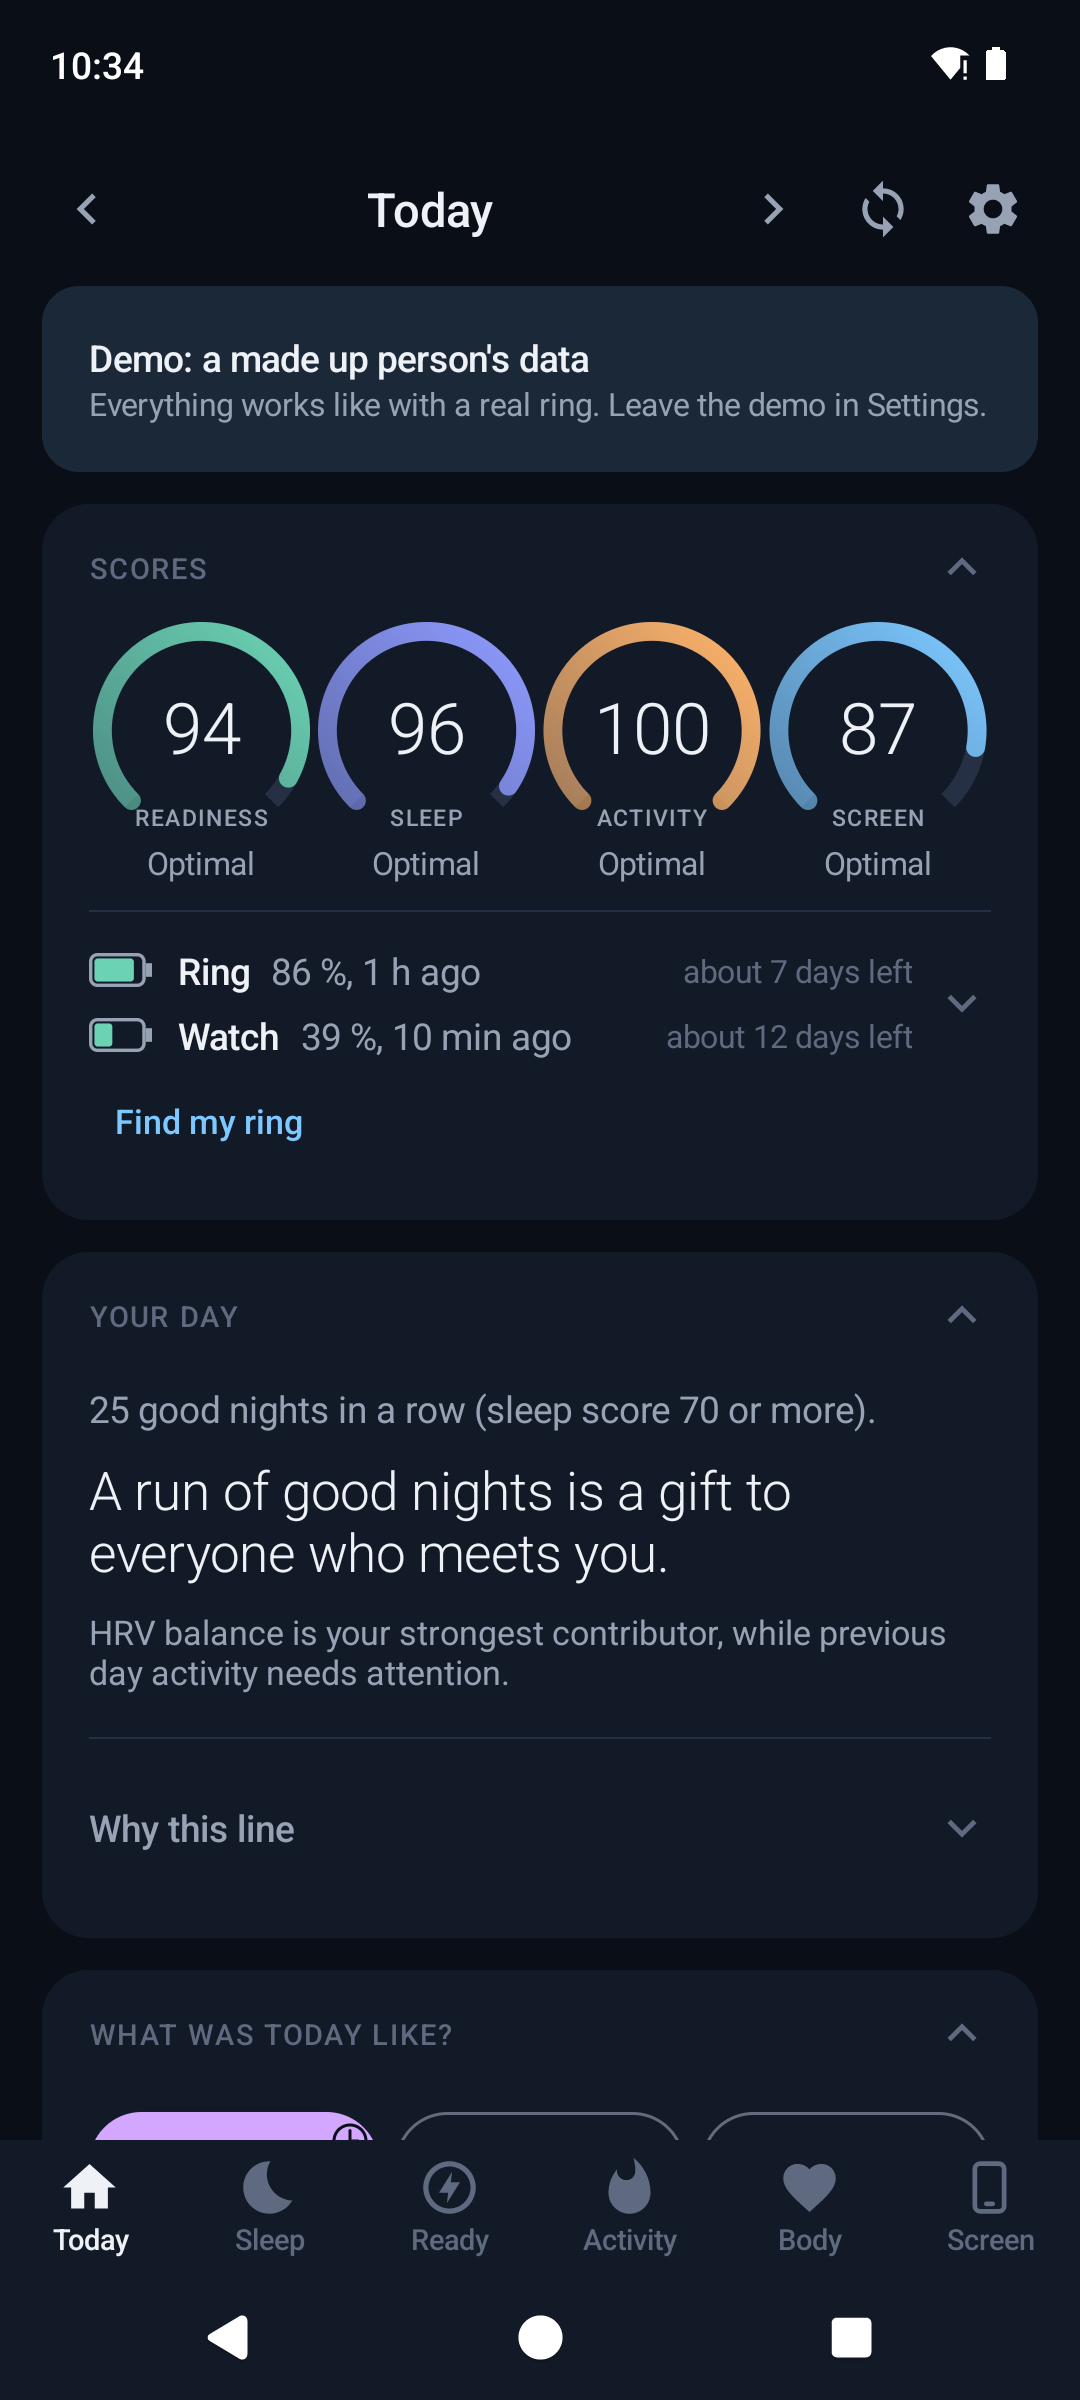 10:34
Today
Demo: a made up person's data
Everything works like with a real ring. Leave the demo in Settings.
SCORES
94
96
100
87
READINESS
SLEEP
ACTIVITY
SCREEN
Optimal
Optimal
Optimal
Optimal
Ring 86 %, 1 h ago about 7 days left
Watch 39 %, 10 min ago about 12 days left
Find my ring
YOUR DAY
25 good nights in a row (sleep score 70 or more).
A run of good nights is a gift to
everyone who meets you.
HRV balance is your strongest contributor, while previous
day activity needs attention.
Why this line
WHAT WAS TODAY LIKE?
Today
Sleep
Ready
Activity
Body
Screen